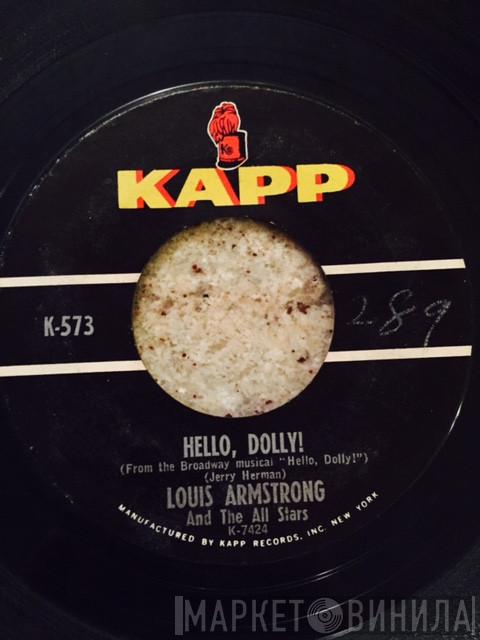 KR
KAPP
K-573
289
HELLO, DOLLY!
(From the Broadway musical "Hello, Dolly!")
(Jerry Herman)
LOUIS ARMSTRONG
And The All Stars
K-7424
MANUFACTURED BY KAPP RECORDS, INC. NEW YORK
МАРКЕТ ВИНИЛА